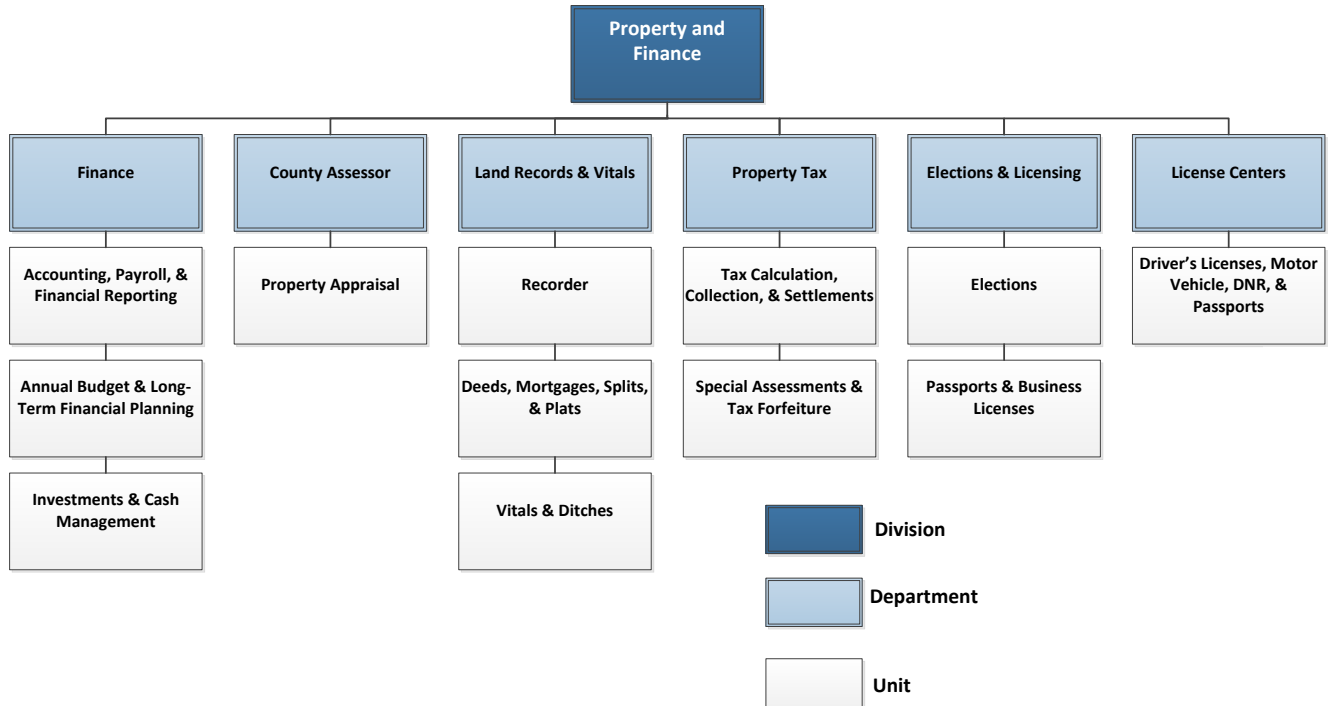 Property and
Finance
Finance
County Assessor
Land Records & Vitals
Property Tax
Elections & Licensing
License Centers
Accounting, Payroll, &
Financial Reporting
Property Appraisal
Recorder
Tax Calculation,
Collection, & Settlements
Elections
Driver's Licenses, Motor
Vehicle, DNR, &
Passports
Annual Budget & Long-
Term Financial Planning
Deeds, Mortgages, Splits,
& Plats
Special Assessments &
Tax Forfeiture
Passports & Business
Licenses
Investments & Cash
Management
Vitals & Ditches
Division
Department
Unit